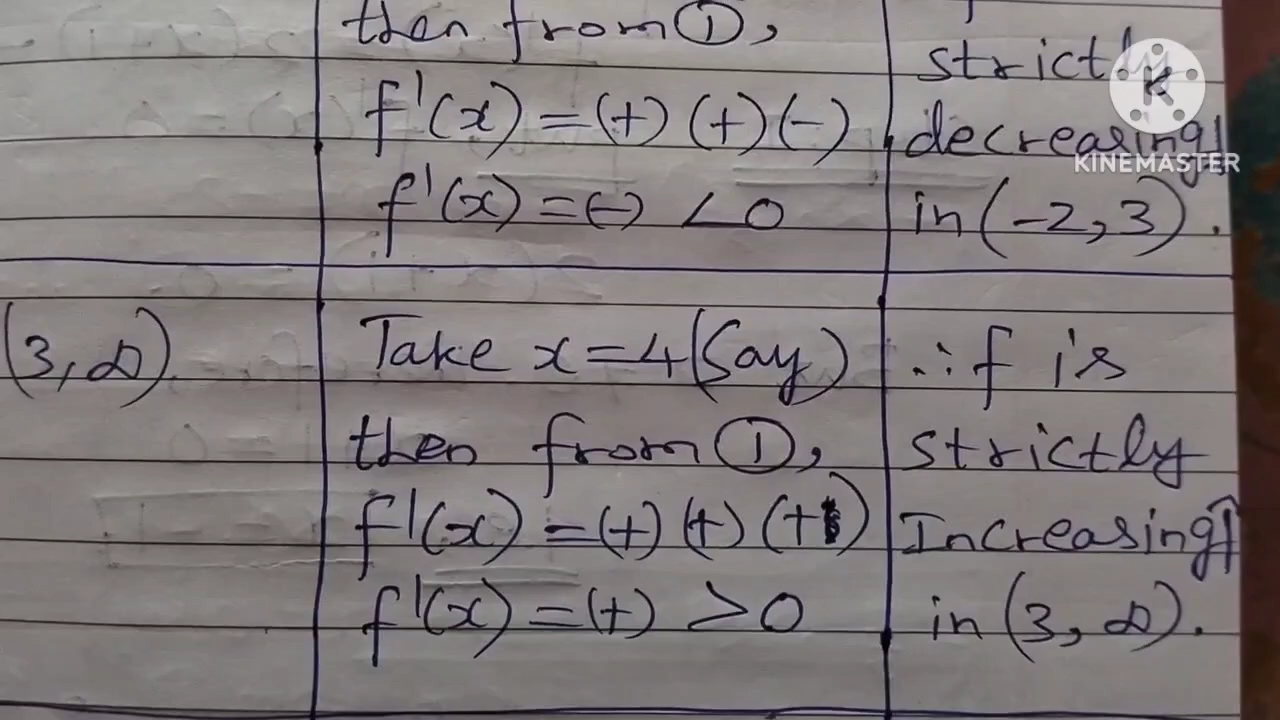 then from ①,
f'(x) = (+) (+) (-)
f'(x) = (-) < 0
strictly
decreasing
in (-2, 3).
K
KINEMASTER
(3, ∞)
Take x = 4 (Say)
then from ①,
f'(x) = (+) (+) (+)
f'(x) = (+) > 0
∴ f is
strictly
Increasing↑
in (3, ∞).